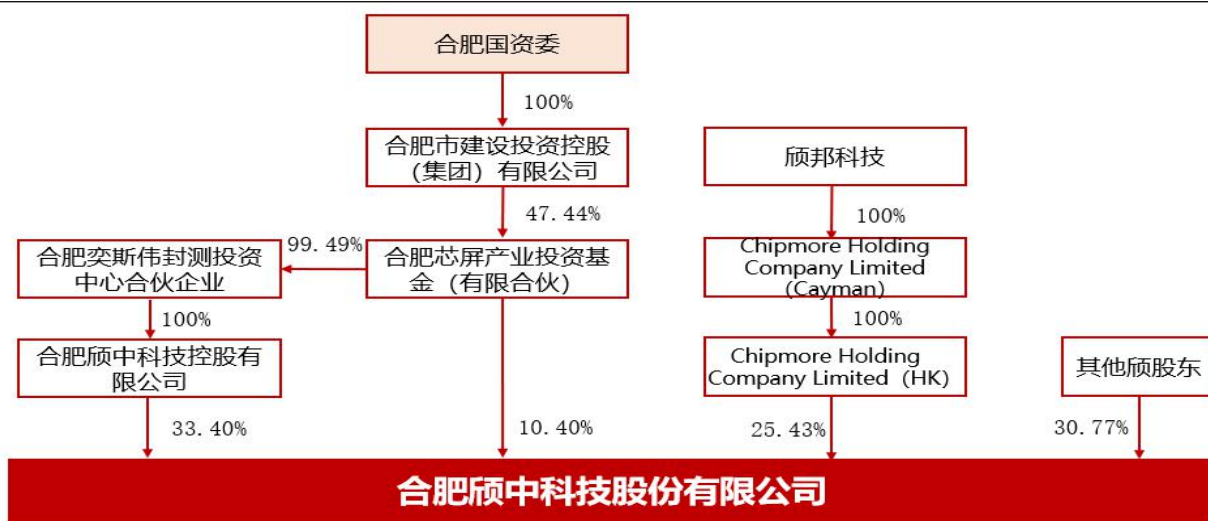 合肥国资委
100%
合肥市建设投资控股
(集团) 有限公司
颀邦科技
47.44%
100%
合肥奕斯伟封测投资
中心合伙企业
99.49%
合肥芯屏产业投资基
金 (有限合伙)
Chipmore Holding
Company Limited
(Cayman)
100%
100%
合肥颀中科技控股有
限公司
Chipmore Holding
Company Limited (HK)
其他颀股东
33.40%
10.40%
25.43%
30.77%
合肥颀中科技股份有限公司